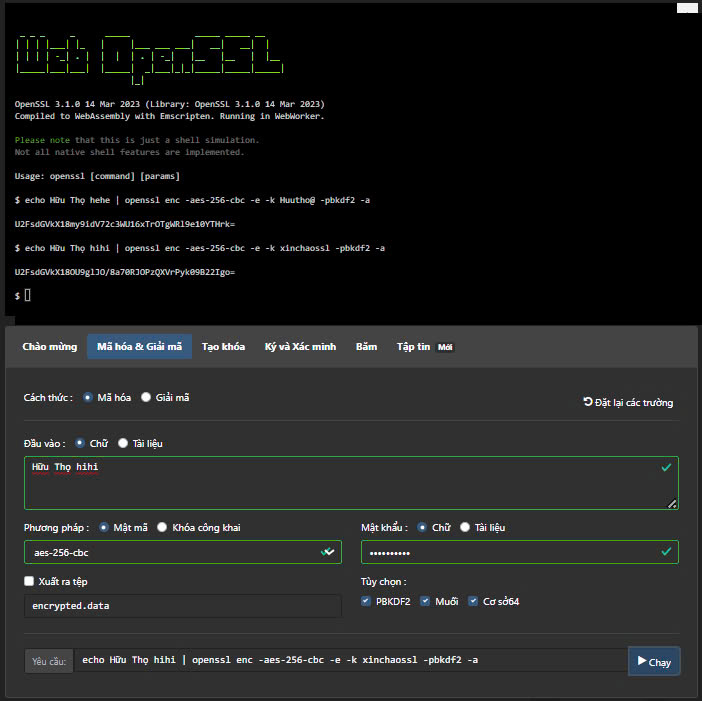 Web OpenSSL
OpenSSL 3.1.0 14 Mar 2023 (Library: OpenSSL 3.1.0 14 Mar 2023)
Compiled to WebAssembly with Emscripten. Running in WebWorker.
Please note that this is just a shell simulation.
Not all native shell features are implemented.
Usage: openssl [command] [params]
$ echo Hữu Thọ hehe | openssl enc -aes-256-cbc -e -k Huutho@ -pbkdf2 -a
U2FsdGVkX18my9idV72c3WU16xTrOTgWRl9e10YTHrk=
$ echo Hữu Thọ hihi | openssl enc -aes-256-cbc -e -k xinchaossl -pbkdf2 -a
U2FsdGVkX18OU9glJO/8a70RJOPzQXVrPyk09B22Igo=
$
Chào mừng Mã hóa & Giải mã Tạo khóa Ký và Xác minh Băm Tập tin Mới
Cách thức : Mã hóa Giải mã Đặt lại các trường
Đầu vào : Chữ Tài liệu
Hữu Thọ hihi
Phương pháp : Mật mã Khóa công khai Mật khẩu : Chữ Tài liệu
aes-256-cbc ••••••••••
Xuất ra tệp Tùy chọn :
encrypted.data PBKDF2 Muối Cơ sở64
Yêu cầu: echo Hữu Thọ hihi | openssl enc -aes-256-cbc -e -k xinchaossl -pbkdf2 -a Chạy